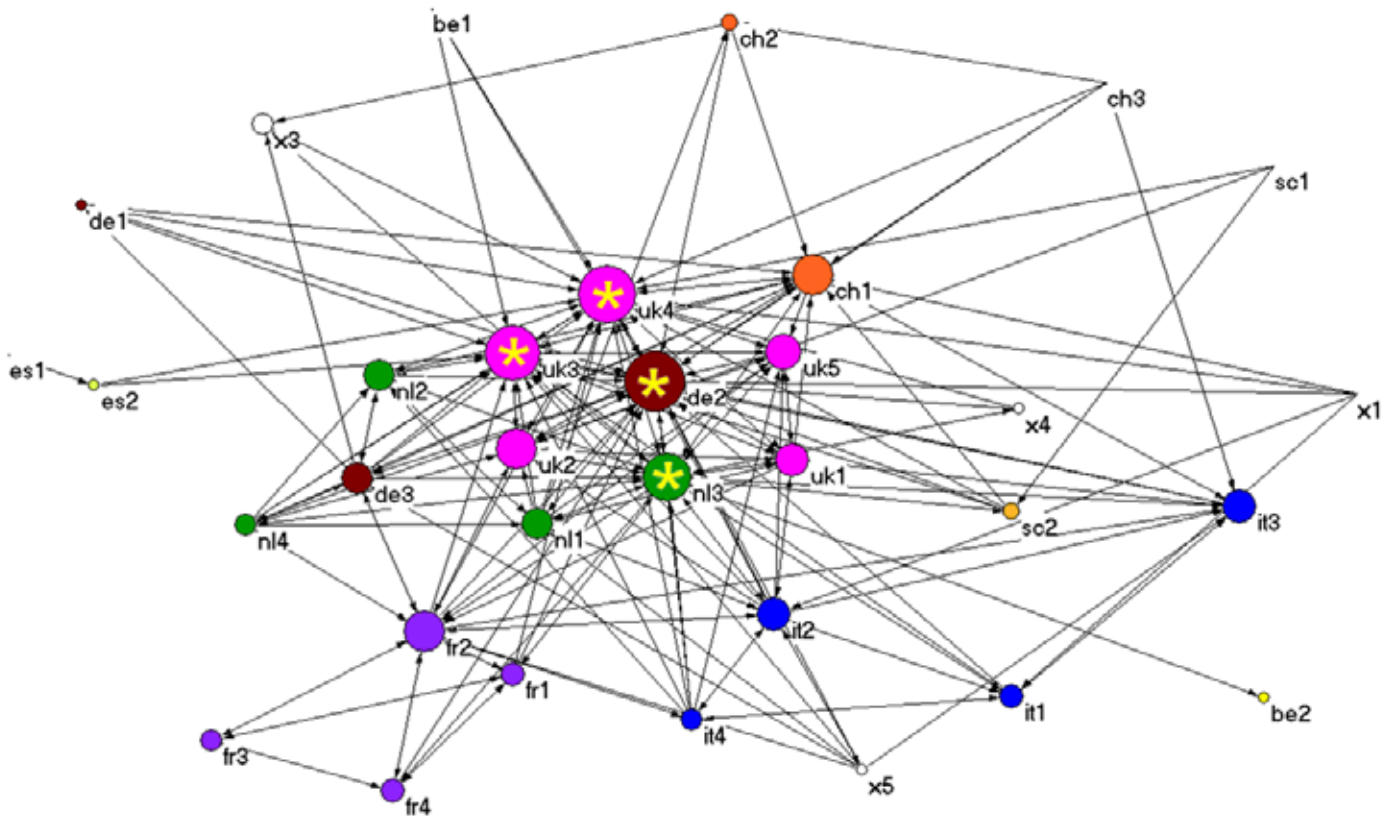 be1
ch2
ch3
x3
sc1
de1
uk4
ch1
uk3
uk5
es1
es2
nl2
de2
x4
x1
uk2
uk1
de3
nl3
nl4
nl1
sc2
it3
fr2
it2
fr1
it1
be2
it4
fr3
x5
fr4